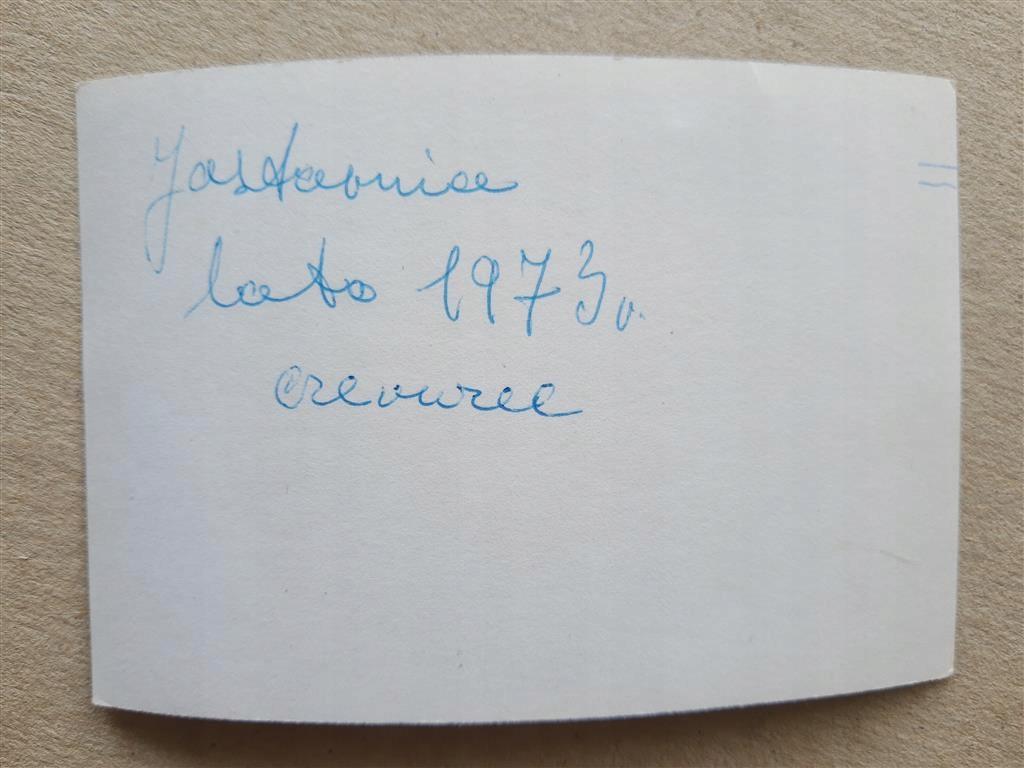 Jastarnia
lato 1973 r.
czerwiec